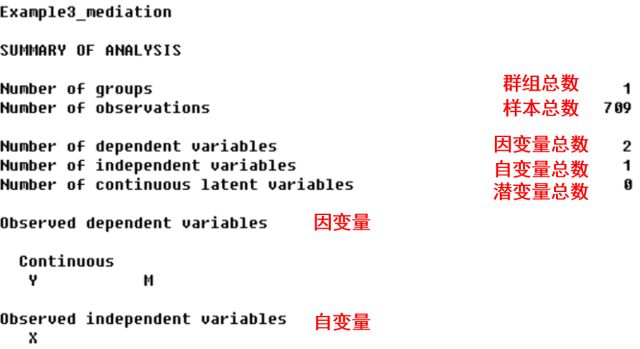 Example3_mediation
SUMMARY OF ANALYSIS
Number of groups 群组总数 1
Number of observations 样本总数 709
Number of dependent variables 因变量总数 2
Number of independent variables 自变量总数 1
Number of continuous latent variables 潜变量总数 0
Observed dependent variables 因变量
Continuous
Y M
Observed independent variables 自变量
X